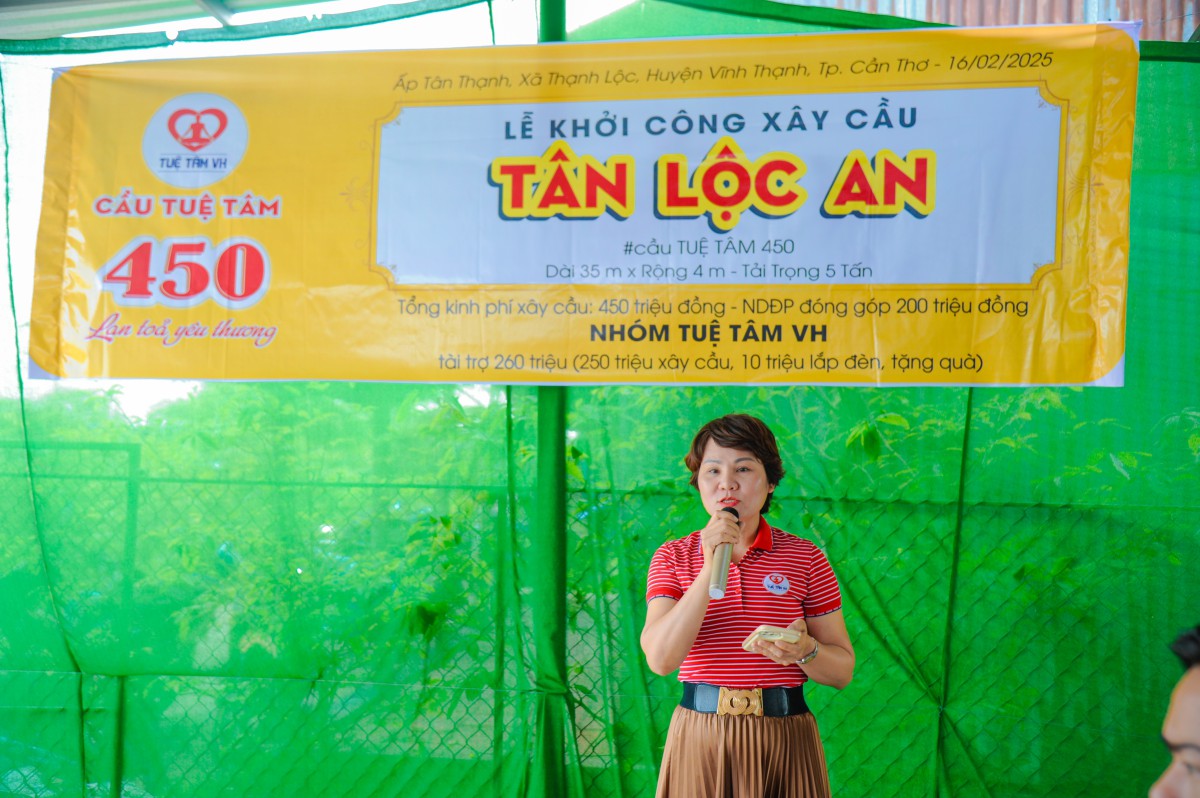 Ấp Tân Thạnh, Xã Thạnh Lộc, Huyện Vĩnh Thạnh, Tp. Cần Thơ - 16/02/2025
LỄ KHỞI CÔNG XÂY CẦU
TÂN LỘC AN
#cầu TUỆ TÂM 450
Dài 35 m x Rộng 4 m - Tải Trọng 5 Tấn
TUỆ TÂM VH
CẦU TUỆ TÂM
450
Lan toả yêu thương
Tổng kinh phí xây cầu: 450 triệu đồng - NDĐP đóng góp 200 triệu đồng
NHÓM TUỆ TÂM VH
tài trợ 260 triệu (250 triệu xây cầu, 10 triệu lắp đèn, tặng quà)